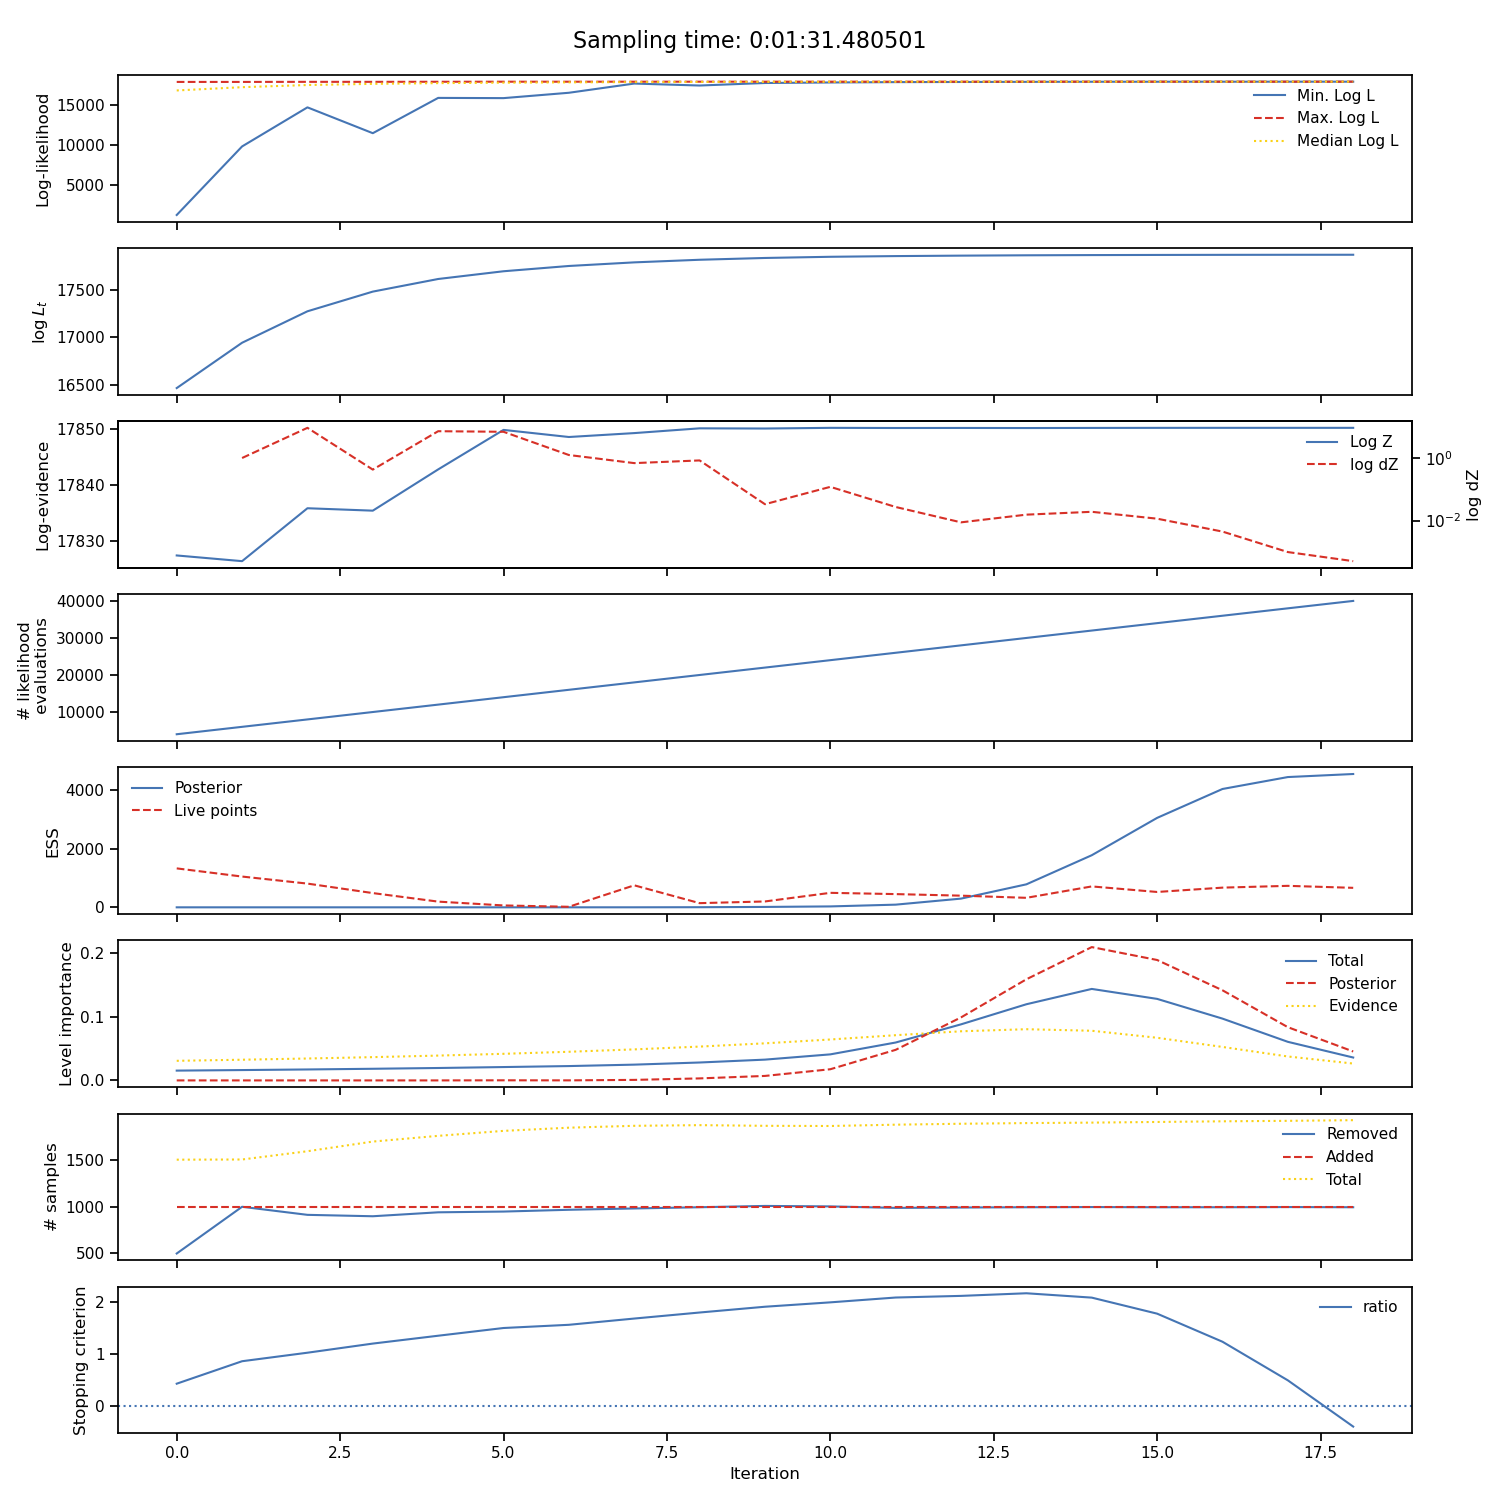 Sampling time: 0:01:31.480501
Log-likelihood
15000
10000
5000
Min. Log L
Max. Log L
Median Log L
log L_t
17500
17000
16500
Log-evidence
17850
17840
17830
Log Z
log dZ
10^0
10^-2
log dZ
# likelihood
evaluations
40000
30000
20000
10000
ESS
4000
2000
0
Posterior
Live points
Level importance
0.2
0.1
0.0
Total
Posterior
Evidence
# samples
1500
1000
500
Removed
Added
Total
Stopping criterion
2
1
0
ratio
0.0 2.5 5.0 7.5 10.0 12.5 15.0 17.5
Iteration